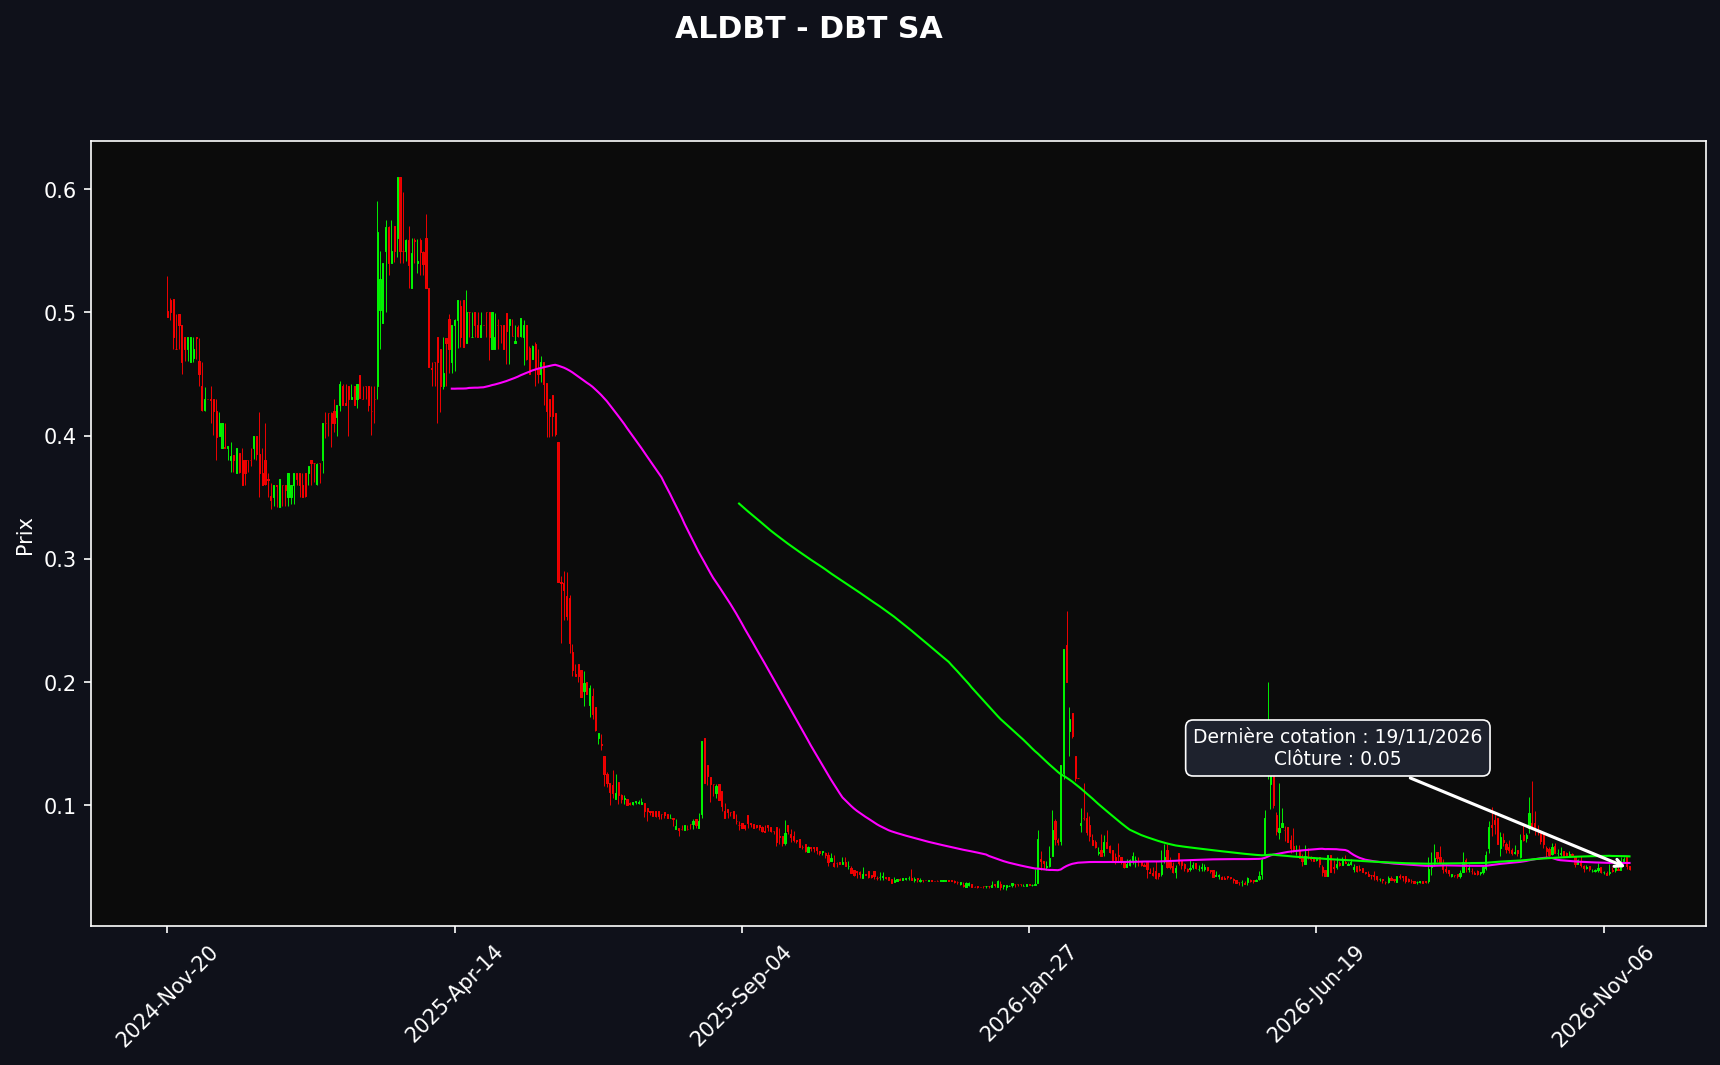 ALDBT - DBT SA
Prix
0.6
0.5
0.4
0.3
0.2
0.1
Dernière cotation : 19/11/2026
Clôture : 0.05
2024-Nov-20
2025-Apr-14
2025-Sep-04
2026-Jan-27
2026-Jun-19
2026-Nov-06